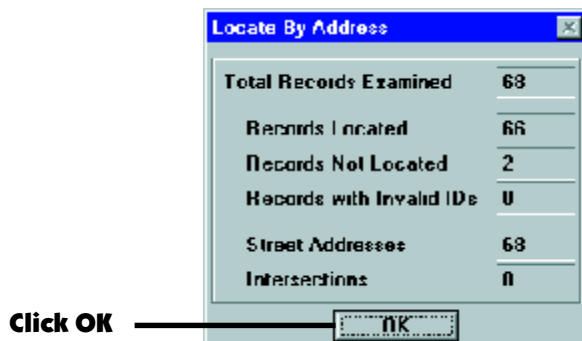 Locate By Address
Total Records Examined 68
Records Located 66
Records Not Located 2
Records with Invalid IDs 0
Street Addresses 68
Intersections 0
Click OK OK